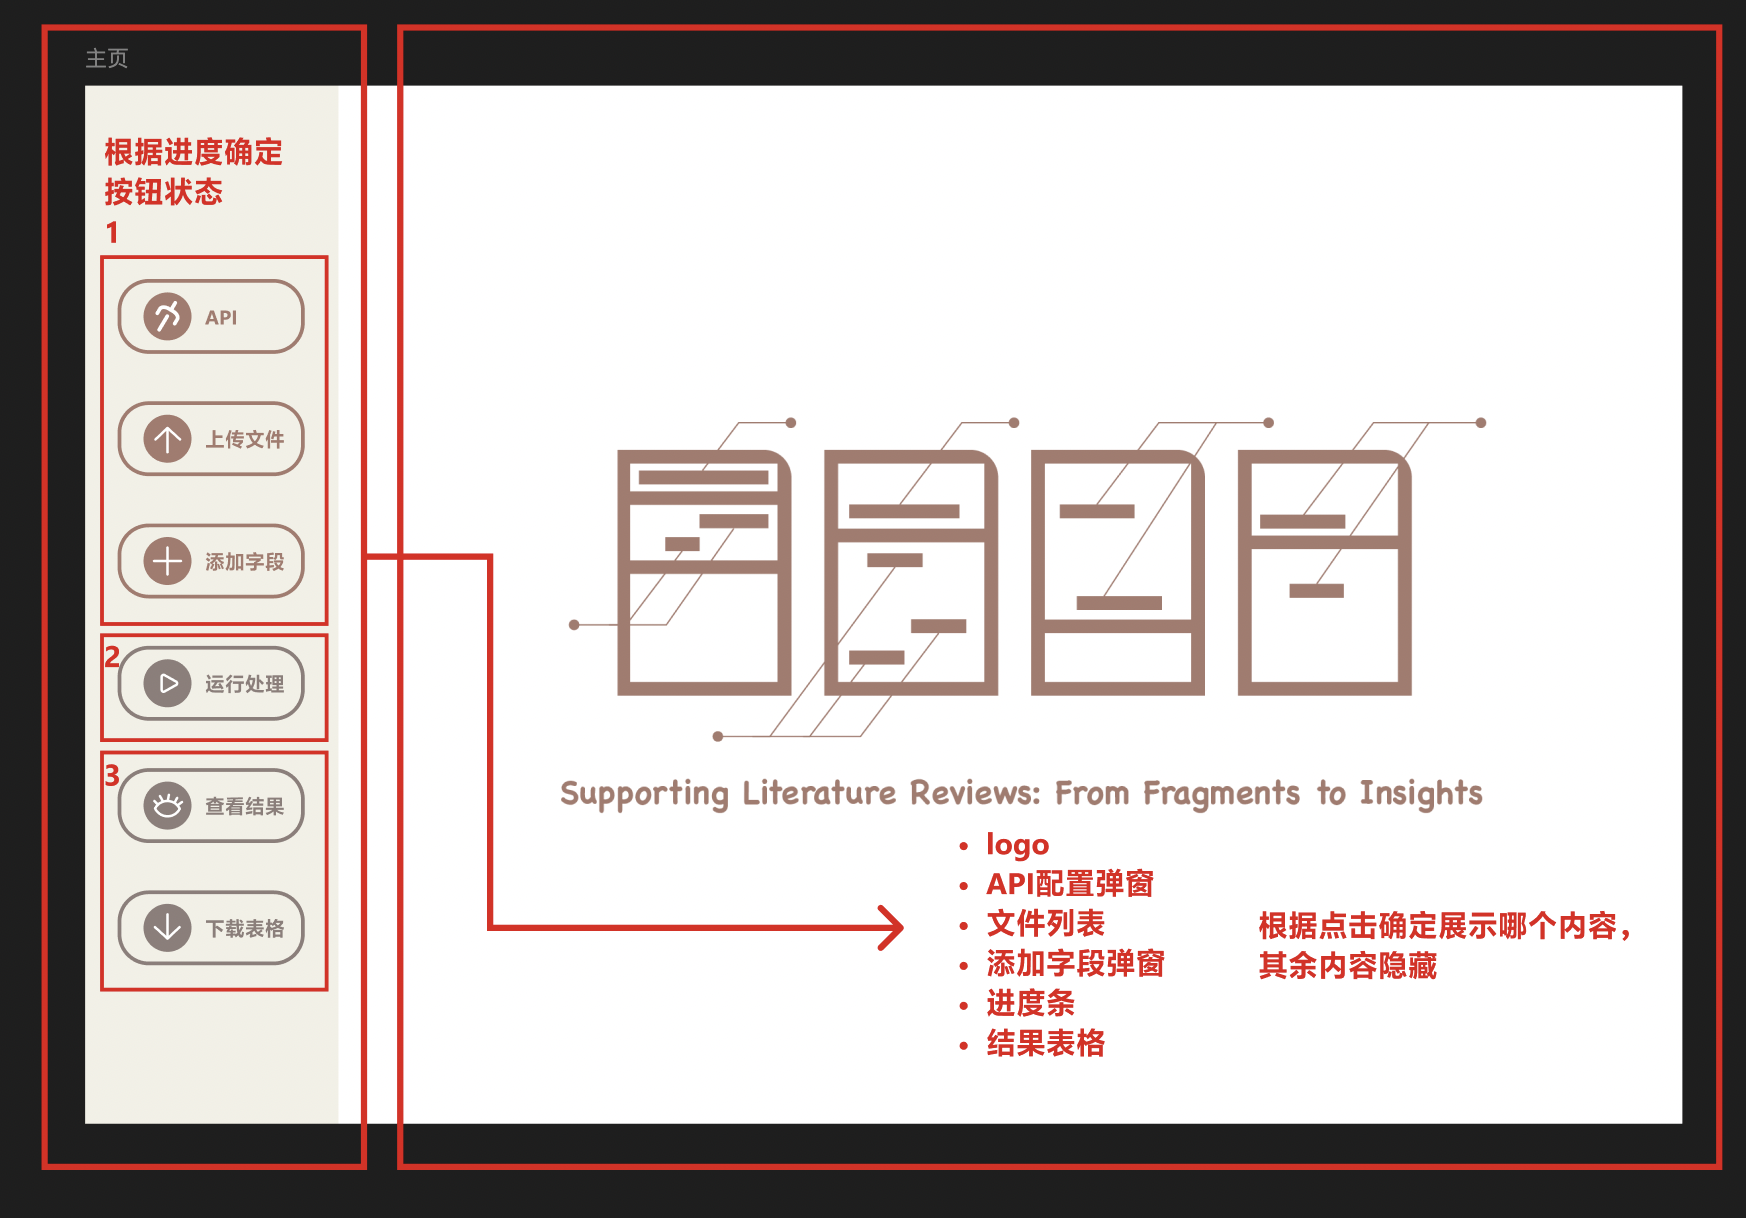 主页
根据进度确定
按钮状态
1
API
上传文件
添加字段
2
运行处理
3
查看结果
下载表格
Supporting Literature Reviews: From Fragments to Insights
• logo
• API配置弹窗
• 文件列表
• 添加字段弹窗
• 进度条
• 结果表格
根据点击确定展示哪个内容，
其余内容隐藏